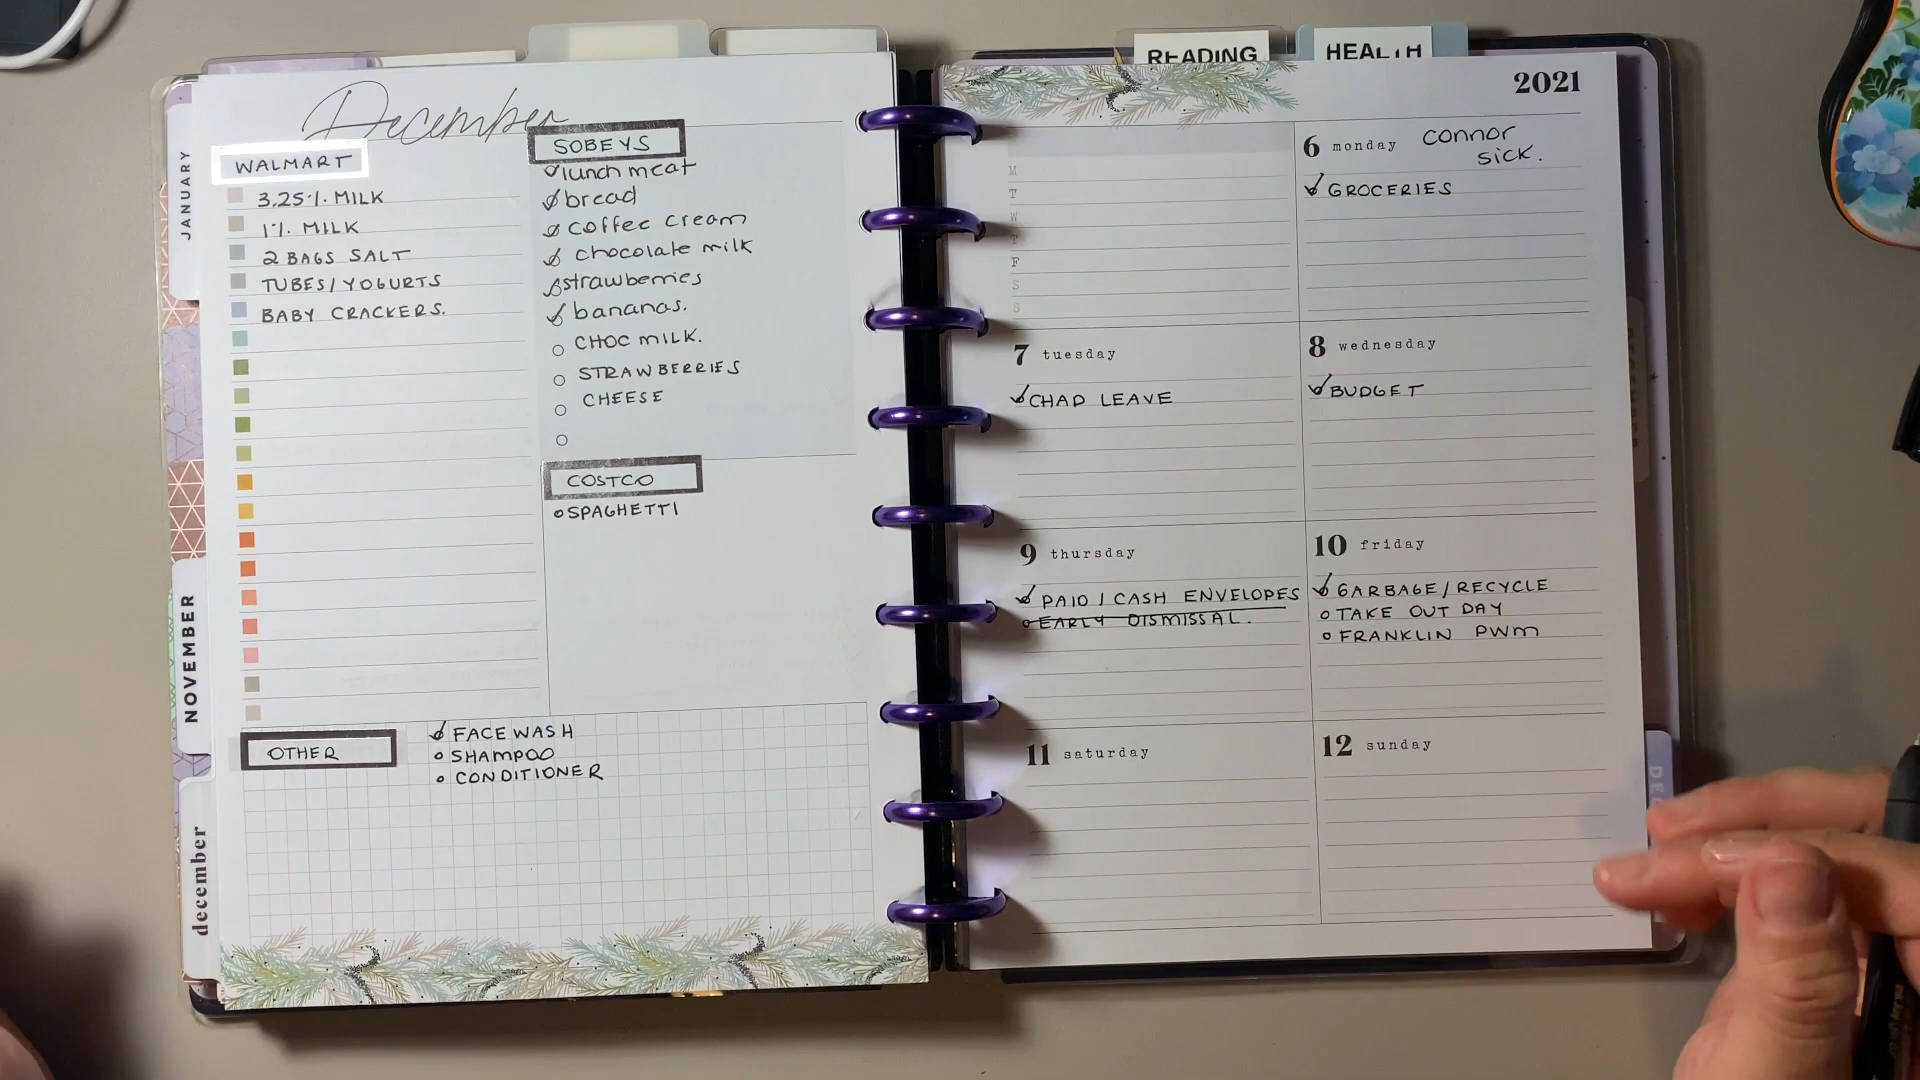 READING
HEALTH
JANUARY
NOVEMBER
december
December
WALMART
3.25% MILK
1% MILK
2 BAGS SALT
TUBES/YOGURTS
BABY CRACKERS.
SOBEYS
lunch meat
bread
coffee cream
chocolate milk
strawberries
bananas.
CHOC MILK.
STRAWBERRIES
CHEESE
COSTCO
SPAGHETTI
OTHER
FACE WASH
SHAMPOO
CONDITIONER
2021
M
T
W
T
F
S
S
6 monday
connor
sick.
GROCERIES
7 tuesday
CHAD LEAVE
8 wednesday
BUDGET
9 thursday
PAID / CASH ENVELOPES
EARLY DISMISSAL.
10 friday
GARBAGE/RECYCLE
TAKE OUT DAY
FRANKLIN PWM
11 saturday
12 sunday